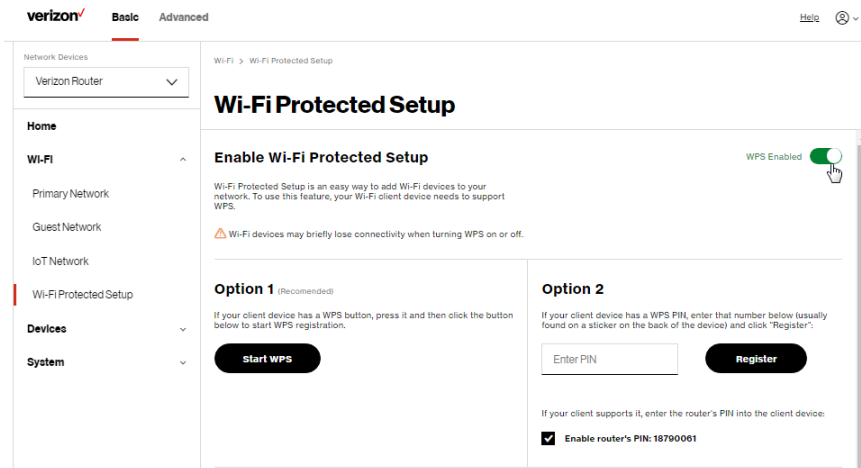 verizon
Basic
Advanced
Help
Network Devices
Verizon Router
Home
Wi-Fi
Primary Network
Guest Network
IoT Network
Wi-Fi Protected Setup
Devices
System
Wi-Fi > Wi-Fi Protected Setup
Wi-Fi Protected Setup
Enable Wi-Fi Protected Setup
WPS Enabled
Wi-Fi Protected Setup is an easy way to add Wi-Fi devices to your
network. To use this feature, your Wi-Fi client device needs to support
WPS.
Wi-Fi devices may briefly lose connectivity when turning WPS on or off.
Option 1 (Recomended)
If your client device has a WPS button, press it and then click the button
below to start WPS registration.
Start WPS
Option 2
If your client device has a WPS PIN, enter that number below (usually
found on a sticker on the back of the device) and click "Register":
Enter PIN
Register
If your client supports it, enter the router's PIN into the client device:
Enable router's PIN: 18790061